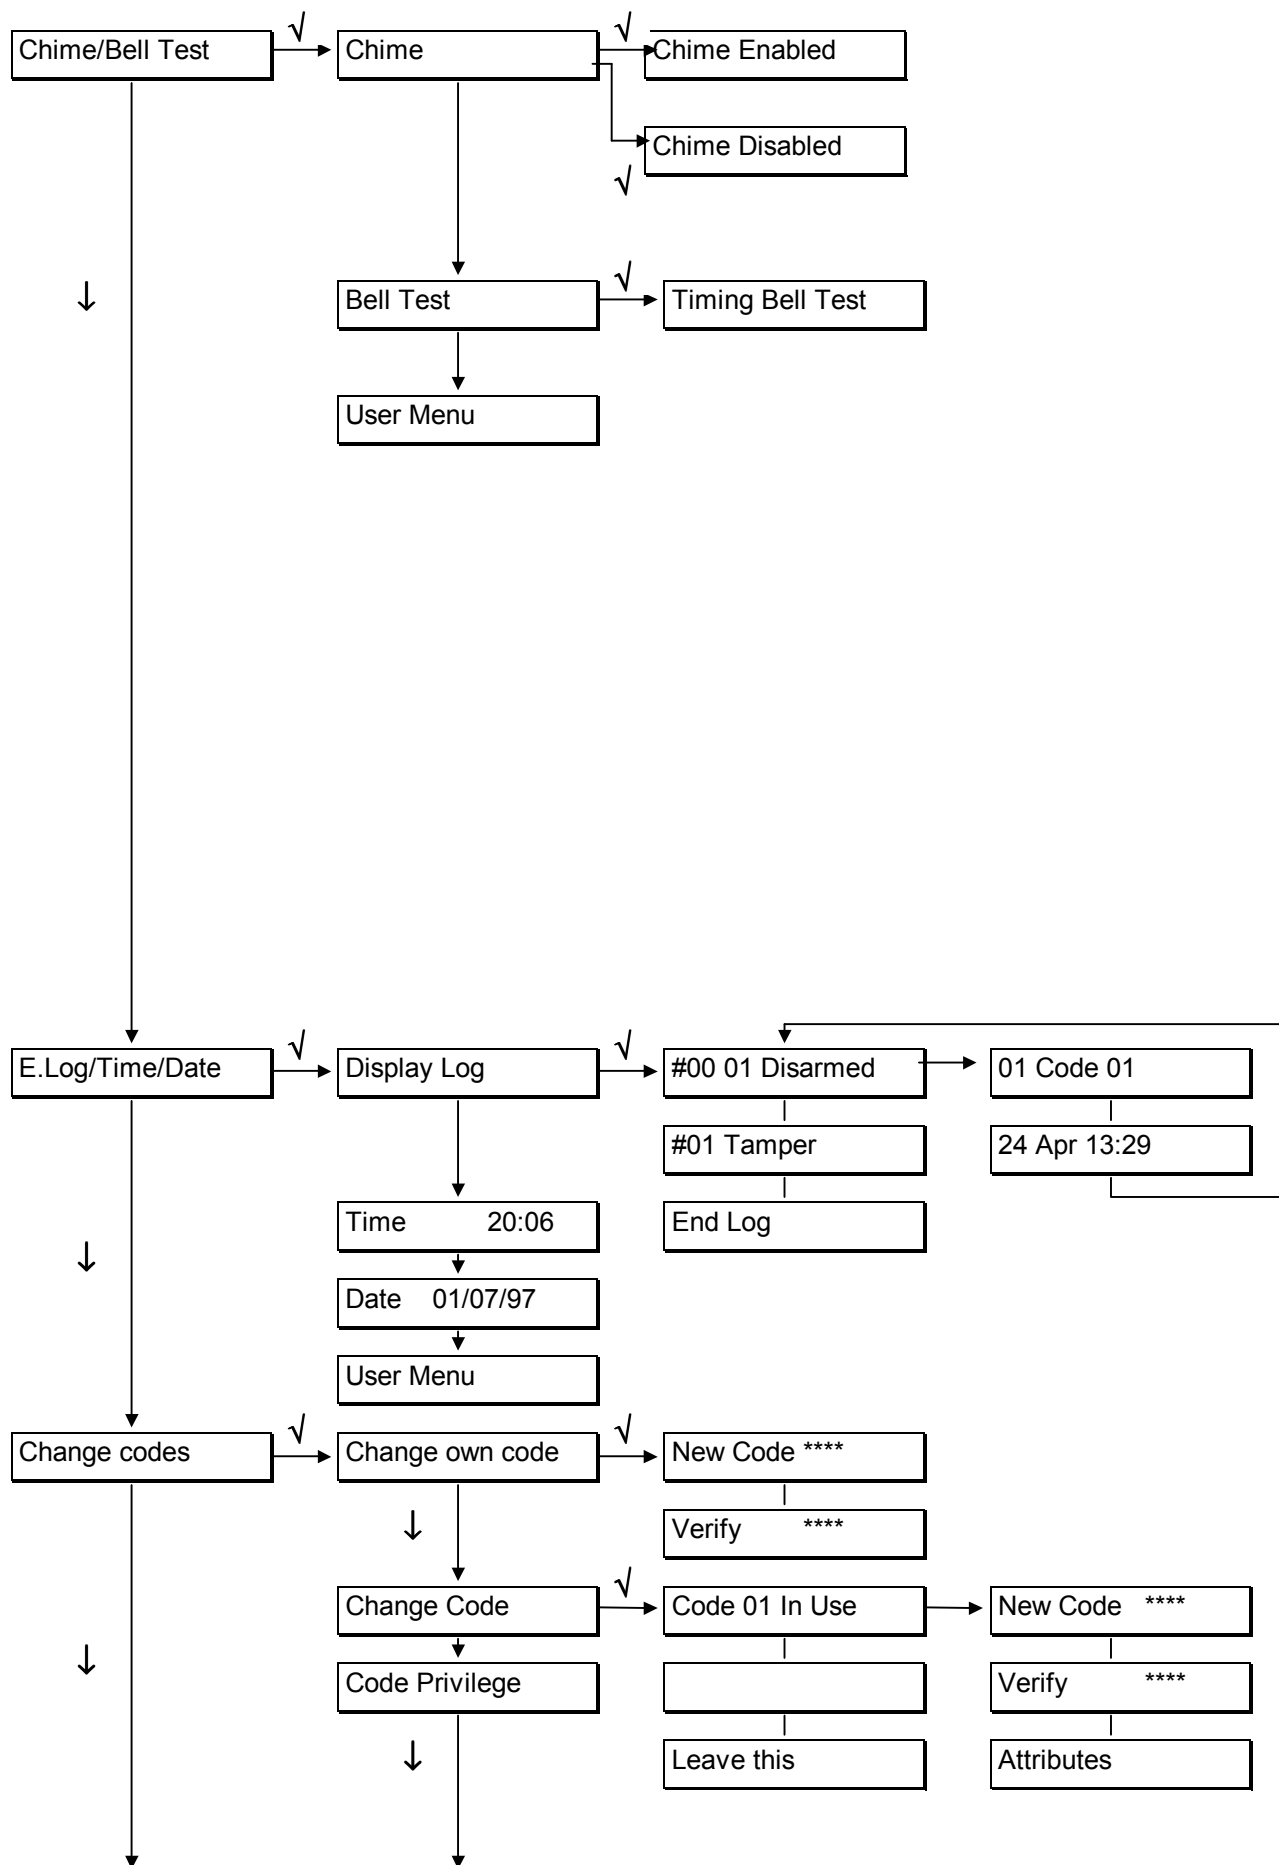 √ √
Chime/Bell Test Chime Chime Enabled
Chime Disabled
√
↓ √
Bell Test Timing Bell Test
User Menu
√ √
E.Log/Time/Date Display Log #00 01 Disarmed 01 Code 01
#01 Tamper 24 Apr 13:29
Time 20:06 End Log
↓
Date 01/07/97
User Menu
√ √
Change codes Change own code New Code ****
↓ Verify ****
√
Change Code Code 01 In Use New Code ****
↓
Code Privilege Verify ****
↓ Leave this Attributes